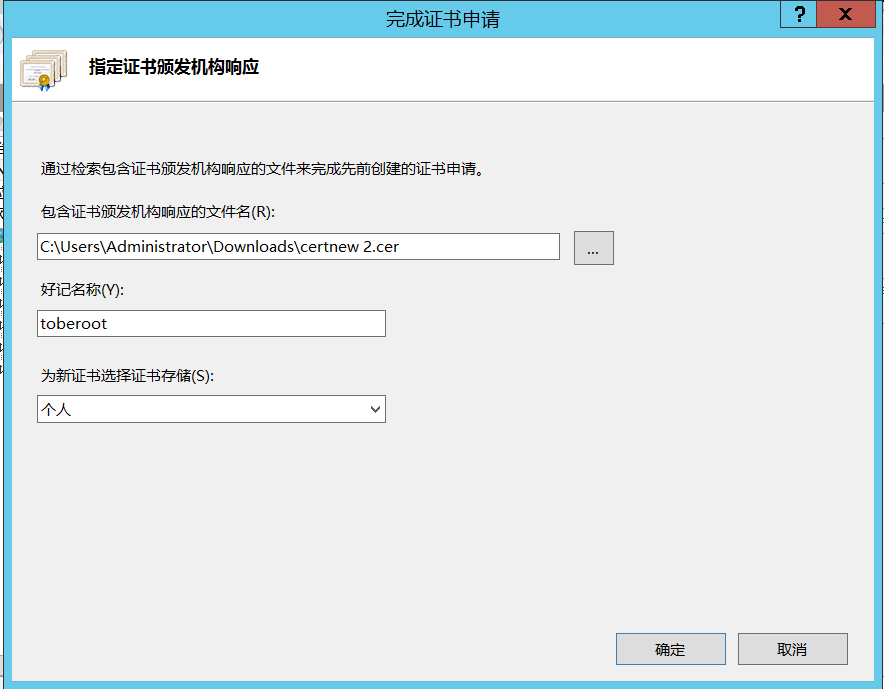 完成证书申请
?
X
指定证书颁发机构响应
通过检索包含证书颁发机构响应的文件来完成先前创建的证书申请。
包含证书颁发机构响应的文件名(R):
C:\Users\Administrator\Downloads\certnew 2.cer
...
好记名称(Y):
toberoot
为新证书选择证书存储(S):
个人
确定
取消